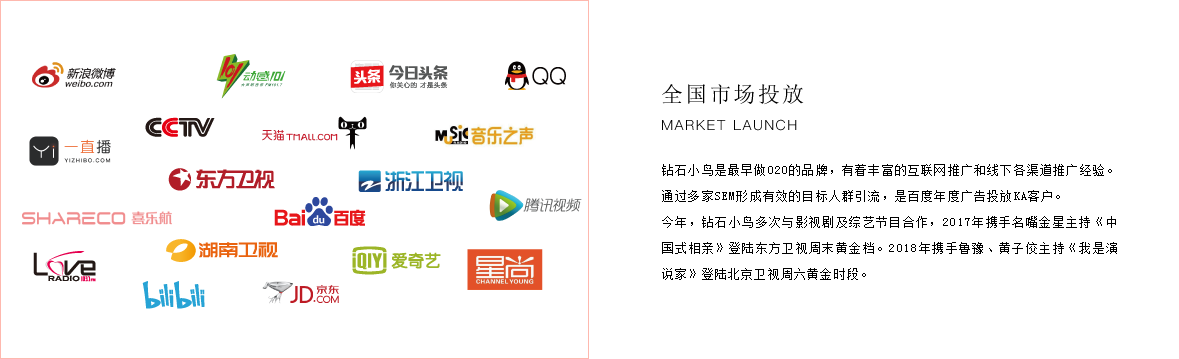 新浪微博
weibo.com
101
动感101
头条
今日头条
你关心的 才是头条
QQ
CCTV
天猫 TMALL.COM
MUSIC
音乐之声
Yi
一直播
YIZHIBO.COM
东方卫视
浙江卫视
腾讯视频
SHARECO 喜乐航
Bai du 百度
湖南卫视
Love
RADIO
iQIYI
爱奇艺
星尚
CHANNEL YOUNG
bilibili
JD.COM
京东
全国市场投放
MARKET LAUNCH
钻石小鸟是最早做O2O的品牌，有着丰富的互联网推广和线下各渠道推广经验。
通过多家SEM形成有效的目标人群引流，是百度年度广告投放KA客户。
今年，钻石小鸟多次与影视剧及综艺节目合作，2017年携手名嘴金星主持《中
国式相亲》登陆东方卫视周末黄金档。2018年携手鲁豫、黄子佼主持《我是演
说家》登陆北京卫视周六黄金时段。